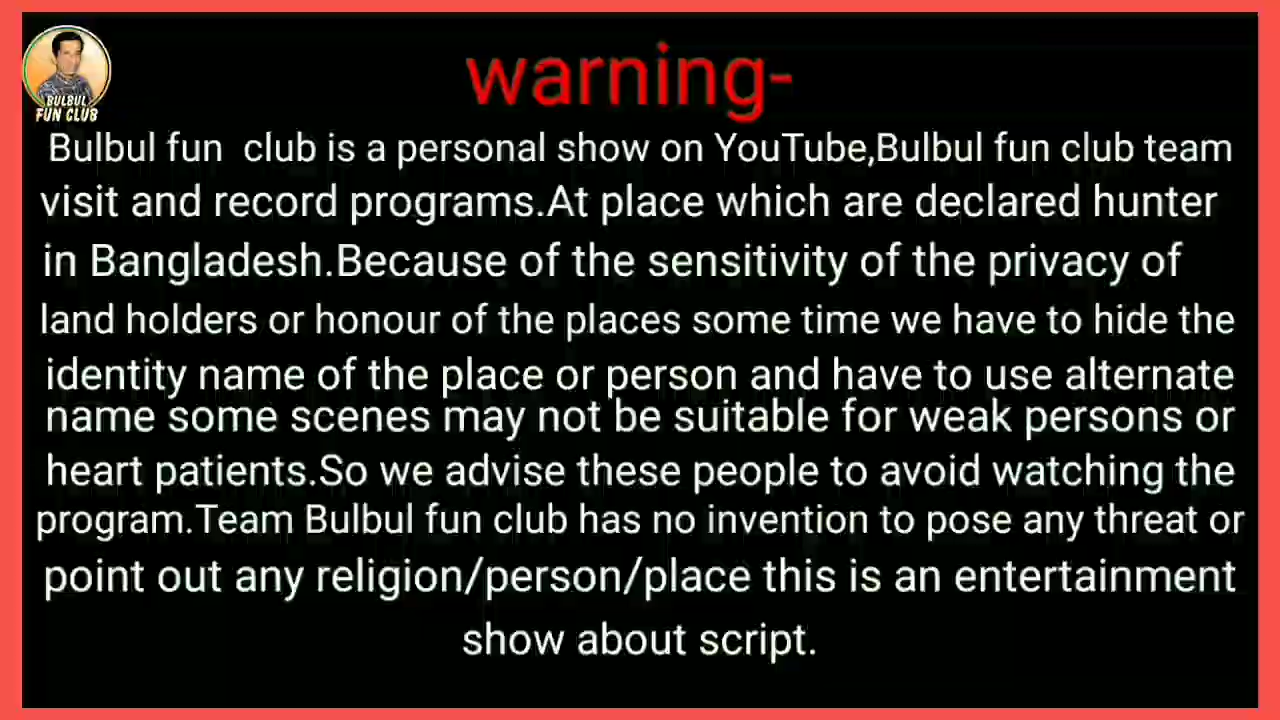 BULBUL
FUN CLUB
warning-
Bulbul fun club is a personal show on YouTube,Bulbul fun club team
visit and record programs.At place which are declared hunter
in Bangladesh.Because of the sensitivity of the privacy of
land holders or honour of the places some time we have to hide the
identity name of the place or person and have to use alternate
name some scenes may not be suitable for weak persons or
heart patients.So we advise these people to avoid watching the
program.Team Bulbul fun club has no invention to pose any threat or
point out any religion/person/place this is an entertainment
show about script.